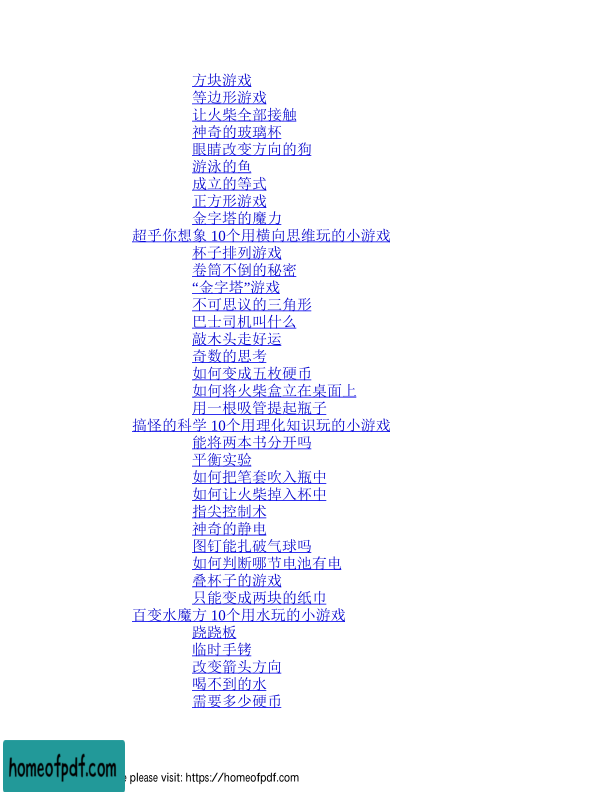 方块游戏
等边形游戏
让火柴全部接触
神奇的玻璃杯
眼睛改变方向的狗
游泳的鱼
成立的等式
正方形游戏
金字塔的魔力
超乎你想象 10个用横向思维玩的小游戏
杯子排列游戏
卷筒不倒的秘密
“金字塔”游戏
不可思议的三角形
巴士司机叫什么
敲木头走好运
奇数的思考
如何变成五枚硬币
如何将火柴盒立在桌面上
用一根吸管提起瓶子
搞怪的科学 10个用理化知识玩的小游戏
能将两本书分开吗
平衡实验
如何把笔套吹入瓶中
如何让火柴掉入杯中
指尖控制术
神奇的静电
图钉能扎破气球吗
如何判断哪节电池有电
叠杯子的游戏
只能变成两块的纸巾
百变水魔方 10个用水玩的小游戏
跷跷板
临时手铐
改变箭头方向
喝不到的水
需要多少硬币
homeofpdf.com
please visit: https://homeofpdf.com